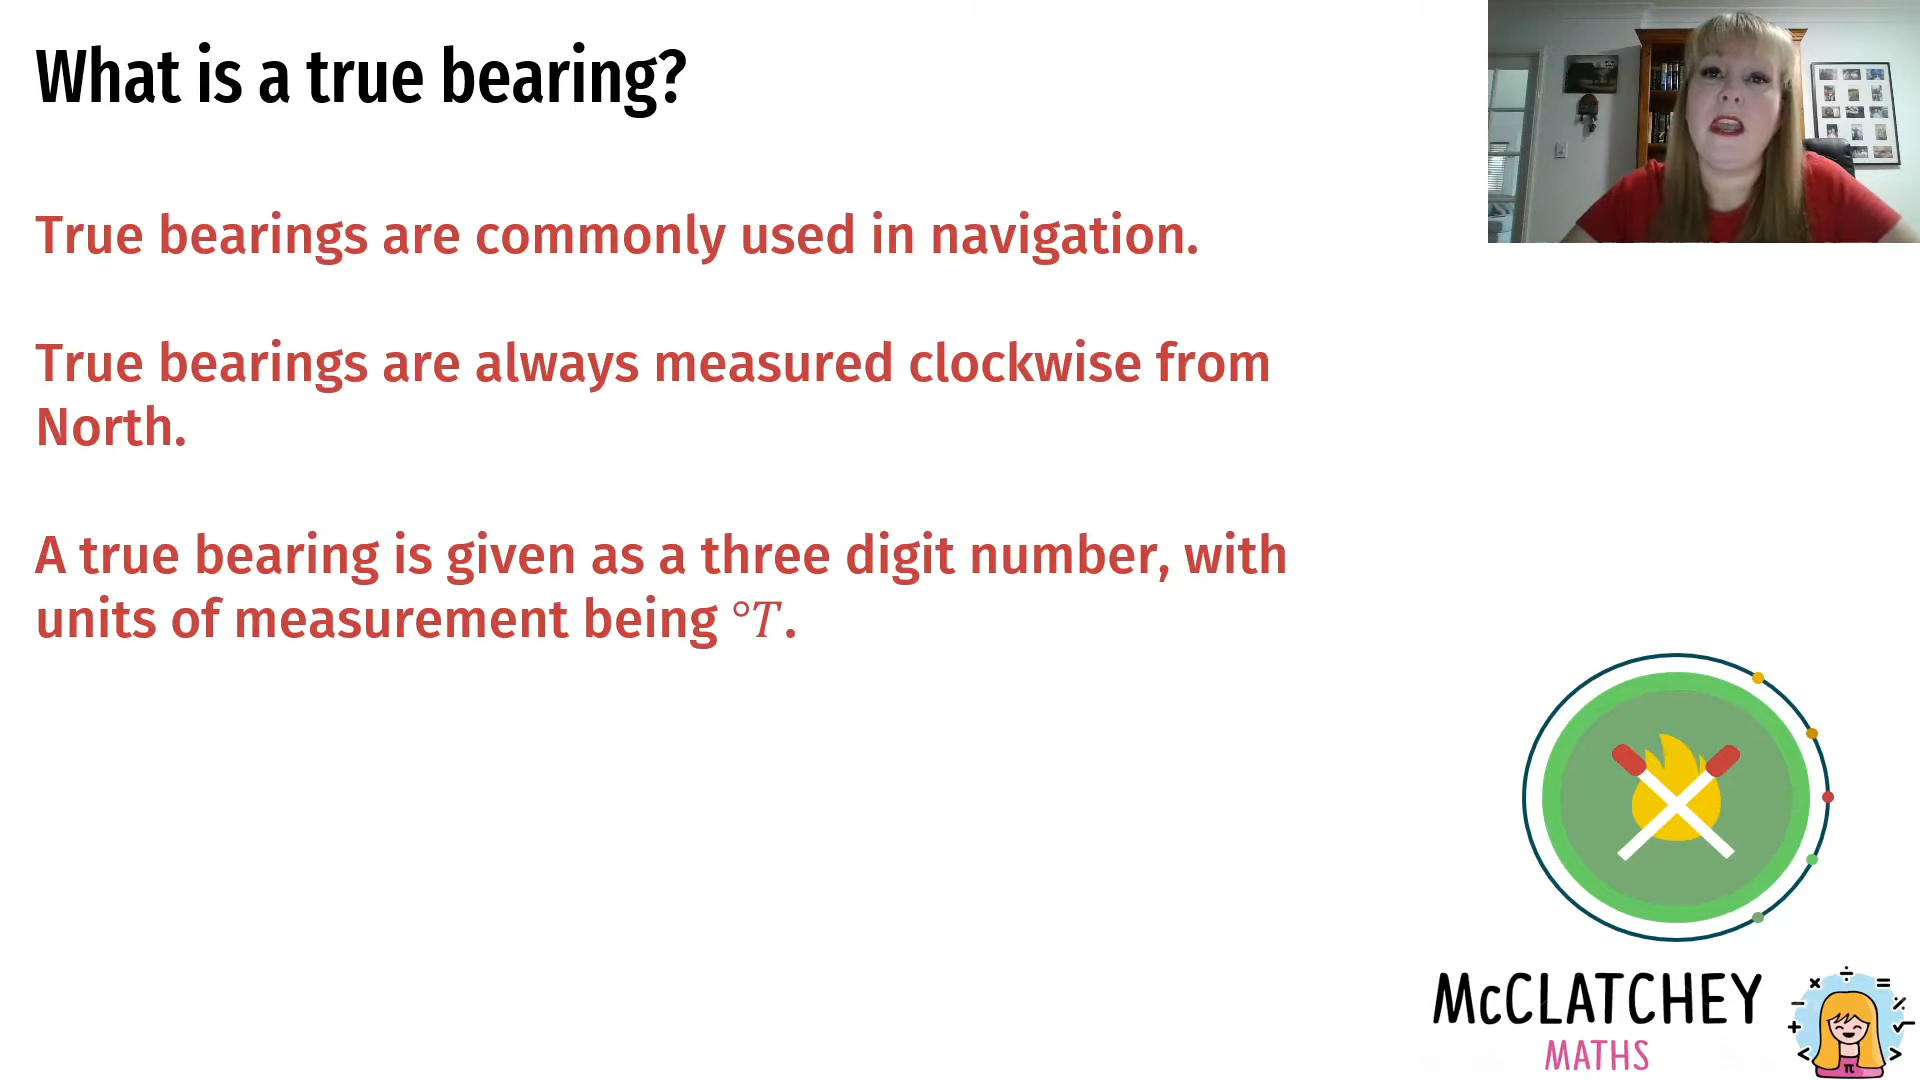 What is a true bearing?
True bearings are commonly used in navigation.
True bearings are always measured clockwise from
North.
A true bearing is given as a three digit number, with
units of measurement being °T.
McCLATCHEY
MATHS
× ÷ =
− ⁒
+ √
< π >